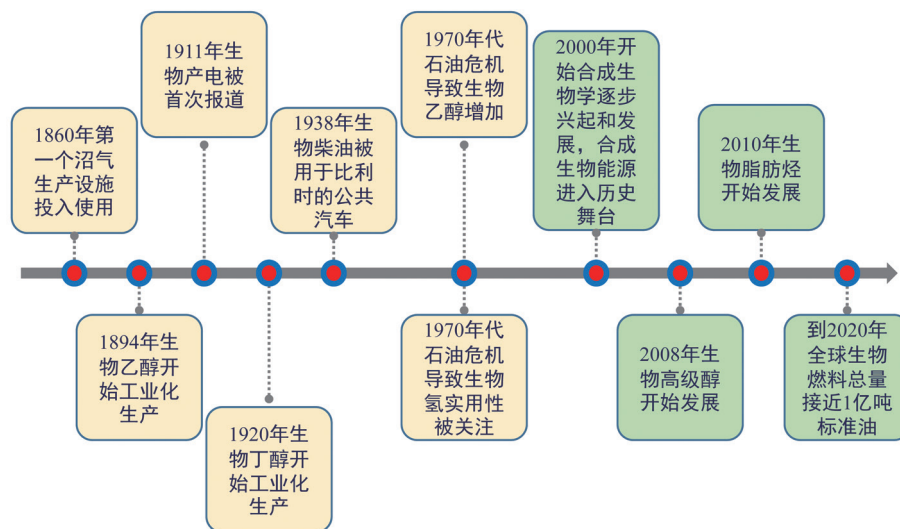 1860年第
一个沼气
生产设施
投入使用
1894年生
物乙醇开
始工业化
生产
1911年生
物产电被
首次报道
1920年生
物丁醇开
始工业化
生产
1938年生
物柴油被
用于比利
时的公共
汽车
1970年代
石油危机
导致生物
乙醇增加
1970年代
石油危机
导致生物
氢实用性
被关注
2000年开
始合成生
物学逐步
兴起和发
展，合成
生物能源
进入历史
舞台
2008年生
物高级醇
开始发展
2010年生
物脂肪烃
开始发展
到2020年
全球生物
燃料总量
接近1亿吨
标准油